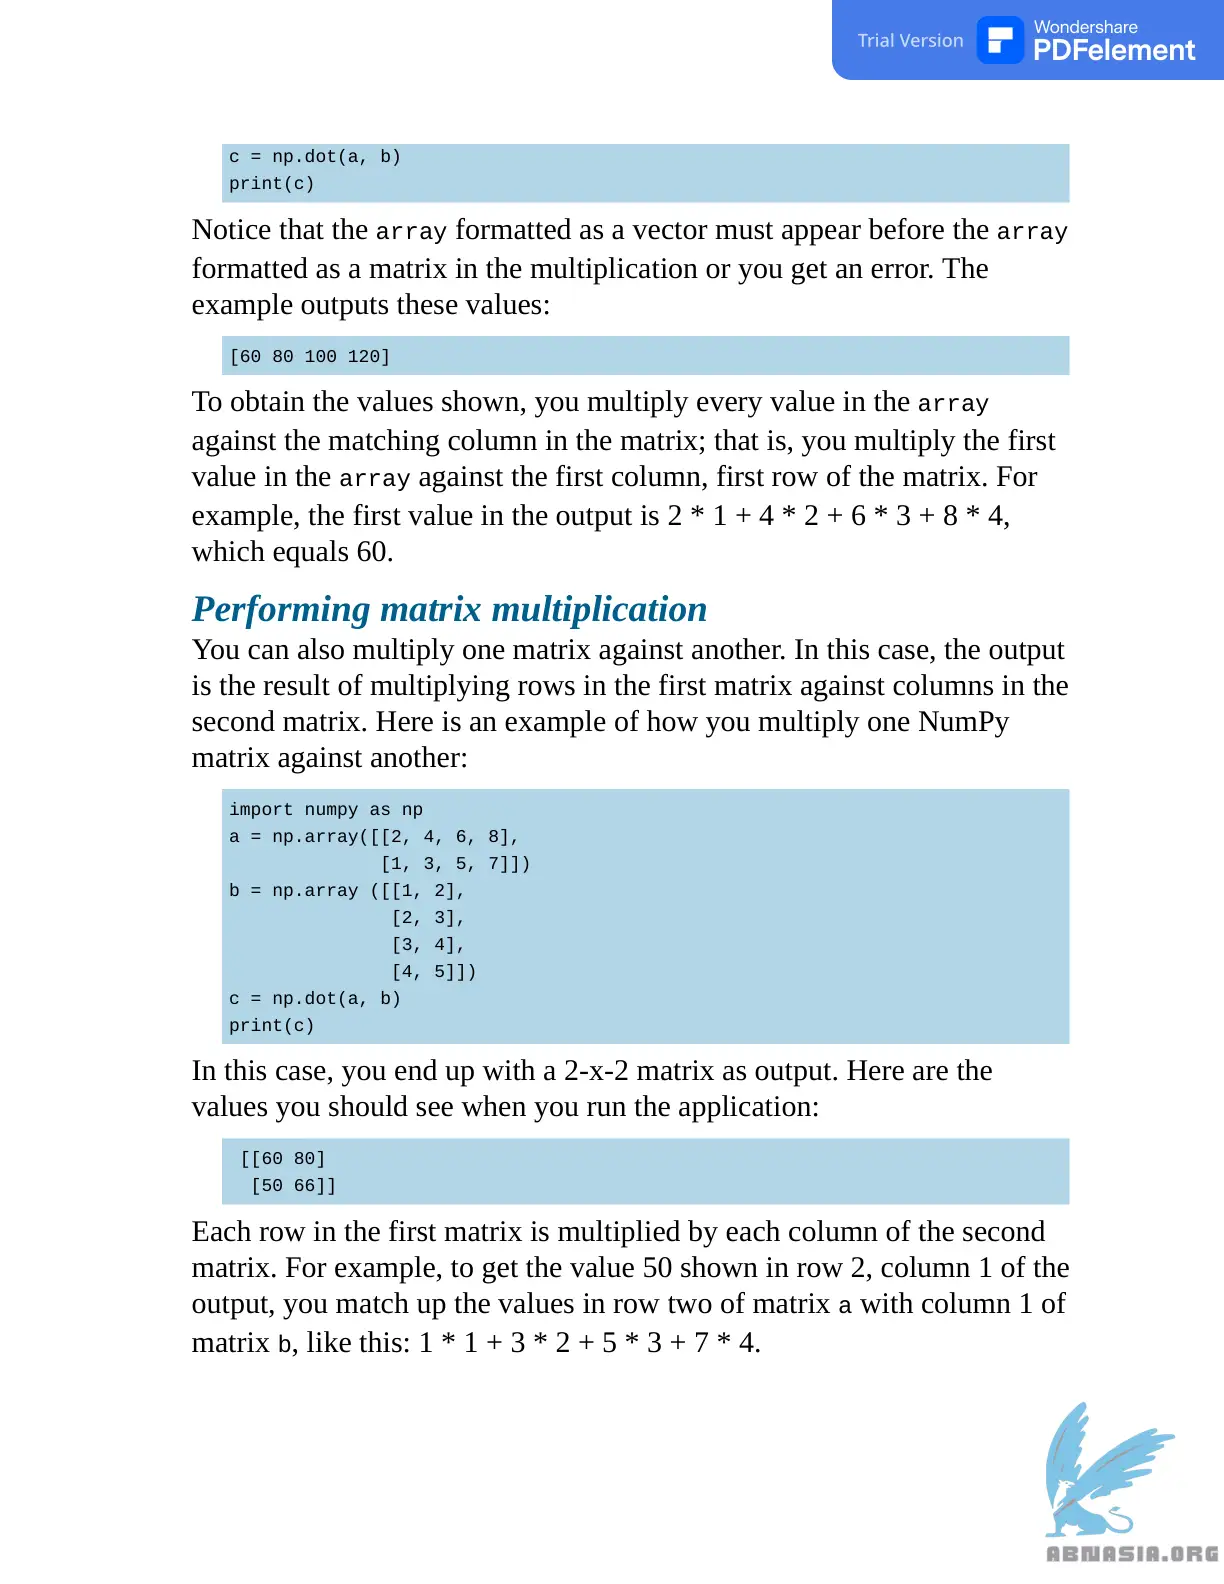 Trial Version
Wondershare
PDFelement
c = np.dot(a, b)
print(c)
Notice that the array formatted as a vector must appear before the array
formatted as a matrix in the multiplication or you get an error. The
example outputs these values:
[60 80 100 120]
To obtain the values shown, you multiply every value in the array
against the matching column in the matrix; that is, you multiply the first
value in the array against the first column, first row of the matrix. For
example, the first value in the output is 2 * 1 + 4 * 2 + 6 * 3 + 8 * 4,
which equals 60.
Performing matrix multiplication
You can also multiply one matrix against another. In this case, the output
is the result of multiplying rows in the first matrix against columns in the
second matrix. Here is an example of how you multiply one NumPy
matrix against another:
import numpy as np
a = np.array([[2, 4, 6, 8],
              [1, 3, 5, 7]])
b = np.array ([[1, 2],
               [2, 3],
               [3, 4],
               [4, 5]])
c = np.dot(a, b)
print(c)
In this case, you end up with a 2-x-2 matrix as output. Here are the
values you should see when you run the application:
[[60 80]
 [50 66]]
Each row in the first matrix is multiplied by each column of the second
matrix. For example, to get the value 50 shown in row 2, column 1 of the
output, you match up the values in row two of matrix a with column 1 of
matrix b, like this: 1 * 1 + 3 * 2 + 5 * 3 + 7 * 4.
ABNASIA.ORG